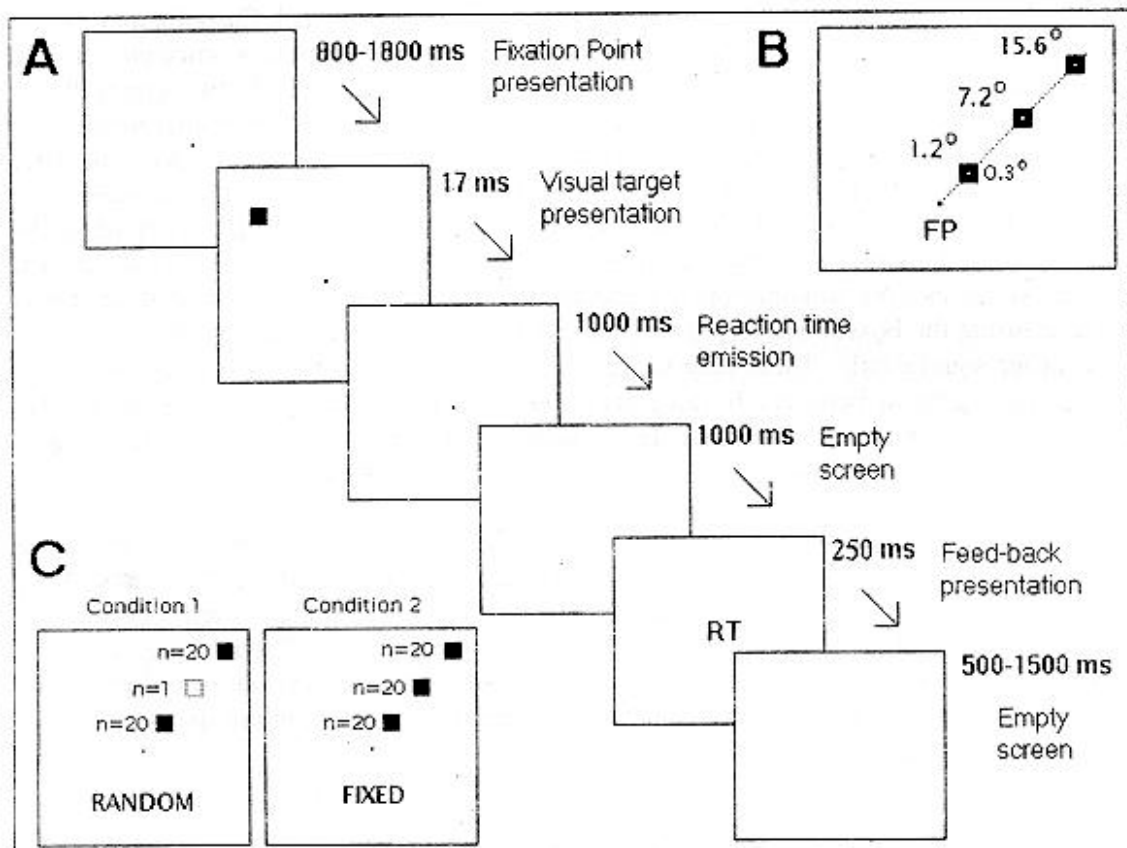 A
800-1800 ms Fixation Point
presentation
17 ms Visual target
presentation
1000 ms Reaction time
emission
1000 ms Empty
screen
250 ms Feed-back
presentation
RT
500-1500 ms
Empty
screen
B
15.6°
7.2°
1.2°
0.3°
FP
C
Condition 1
n=20
n=1
n=20
RANDOM
Condition 2
n=20
n=20
n=20
FIXED